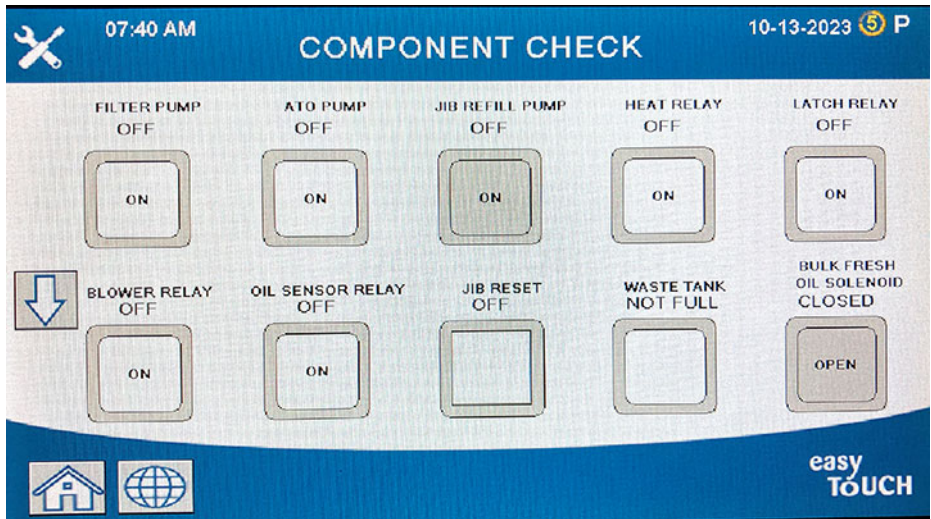 07:40 AM
10-13-2023 5 P
COMPONENT CHECK
FILTER PUMP
OFF
ATO PUMP
OFF
JIB REFILL PUMP
OFF
HEAT RELAY
OFF
LATCH RELAY
OFF
ON
ON
ON
ON
ON
BLOWER RELAY
OFF
OIL SENSOR RELAY
OFF
JIB RESET
OFF
WASTE TANK
NOT FULL
BULK FRESH
OIL SOLENOID
CLOSED
ON
ON
OPEN
easy
TOUCH